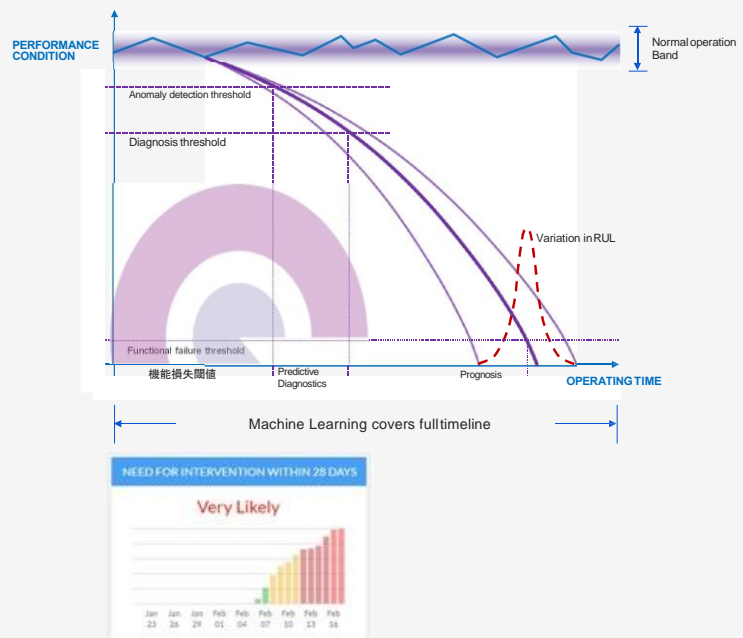 PERFORMANCE
CONDITION
Normal operation
Band
Anomaly detection threshold
Diagnosis threshold
Variation in RUL
Functional failure threshold
機能損失閾値
Predictive
Diagnostics
Prognosis
OPERATING TIME
Machine Learning covers full timeline
NEED FOR INTERVENTION WITHIN 28 DAYS
Very Likely
Jan Jan Jan Feb Feb Feb Feb Feb Feb
23 26 29 01 04 07 10 13 16